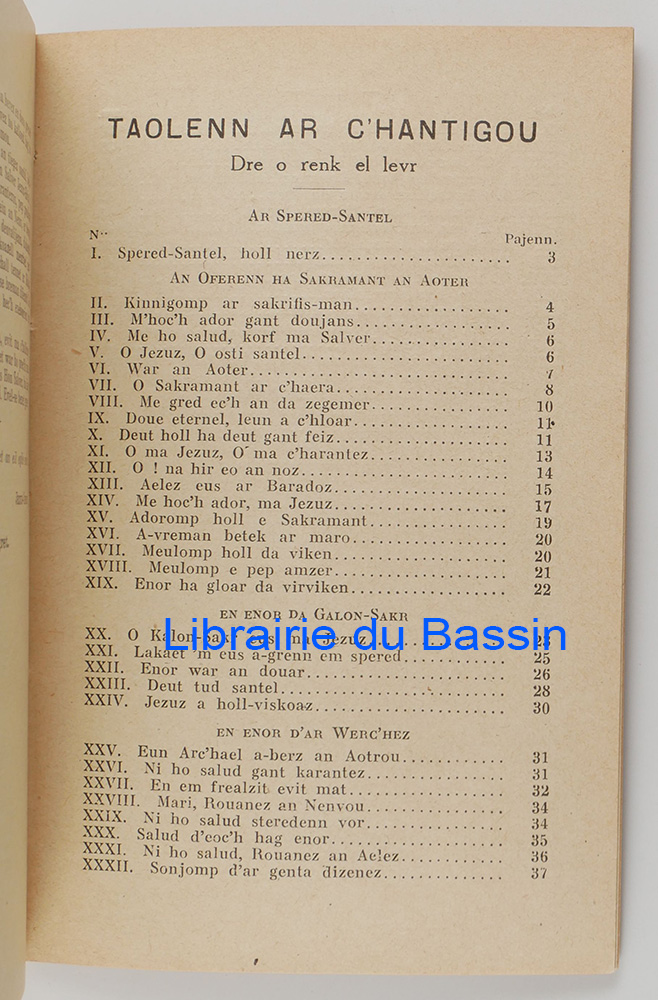 TAOLENN AR C'HANTIGOU
Dre o renk el levr
AR SPERED-SANTEL
Nos Pajenn.
I. Spered-Santel, holl nerz 3
AN OFERENN HA SAKRAMANT AN AOTER
II. Kinnigomp ar sakrifis-man 4
III. M'hoc'h ador gant doujans 5
IV. Me ho salud, korf ma Salver 6
V. O Jezuz, O osti santel 6
VI. War an Aoter 7
VII. O Sakramant ar c'haera 8
VIII. Me gred ec'h an da zegemer 10
IX. Doue eternel, leun a c'hloar 11
X. Deut holl ha deut gant feiz 11
XI. O ma Jezuz, O ma c'harantez 13
XII. O ! na hir eo an noz 14
XIII. Aelez eus ar Baradoz 15
XIV. Me hoc'h ador, ma Jezuz 17
XV. Adoromp holl e Sakramant 19
XVI. A-vreman betek ar maro 20
XVII. Meulomp holl da viken 20
XVIII. Meulomp e pep amzer 21
XIX. Enor ha gloar da virviken 22
EN ENOR DA GALON-SAKR
XX. O Kalon-Sakr eus ma Jezuz
Librairie du Bassin
XXI. Lakaet 'm eus a-grenn em spered 25
XXII. Enor war an douar 26
XXIII. Deut tud santel 28
XXIV. Jezuz a holl-viskoaz 30
EN ENOR D'AR WERC'HEZ
XXV. Eun Arc'hael a-berz an Aotrou 31
XXVI. Ni ho salud gant karantez 31
XXVII. En em frealzit evit mat 32
XXVIII. Mari, Rouanez an Nenvou 34
XXIX. Ni ho salud steredenn vor 34
XXX. Salud d'eoc'h hag enor 35
XXXI. Ni ho salud, Rouanez an Aelez 36
XXXII. Sonjomp d'ar genta dizenez 37